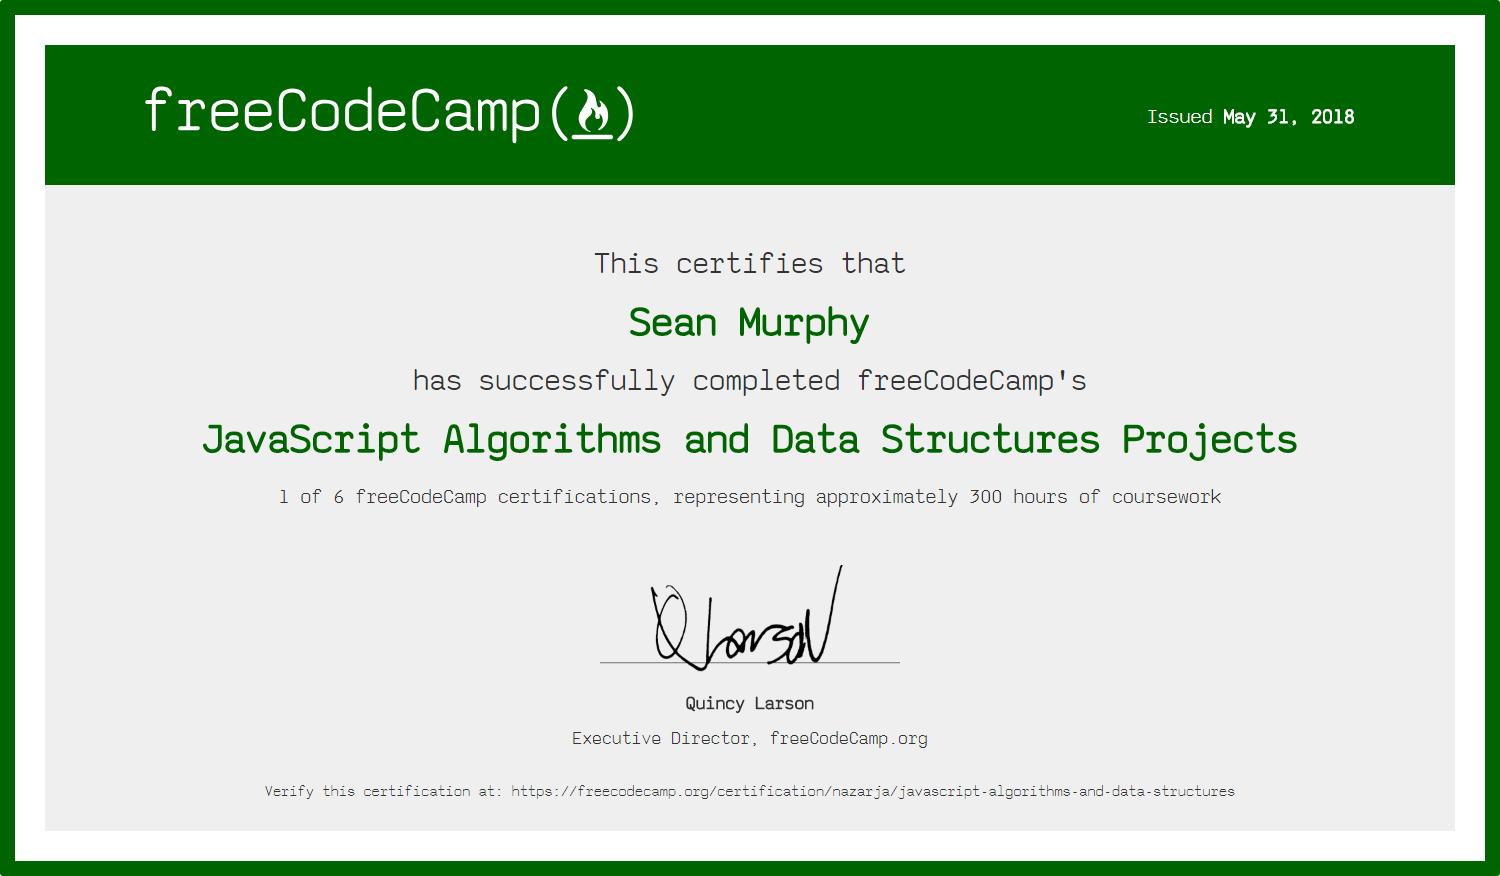 freeCodeCamp()
Issued May 31, 2018
This certifies that
Sean Murphy
has successfully completed freeCodeCamp's
JavaScript Algorithms and Data Structures Projects
1 of 6 freeCodeCamp certifications, representing approximately 300 hours of coursework
Q Larson
Quincy Larson
Executive Director, freeCodeCamp.org
Verify this certification at: https://freecodecamp.org/certification/nazarja/javascript-algorithms-and-data-structures